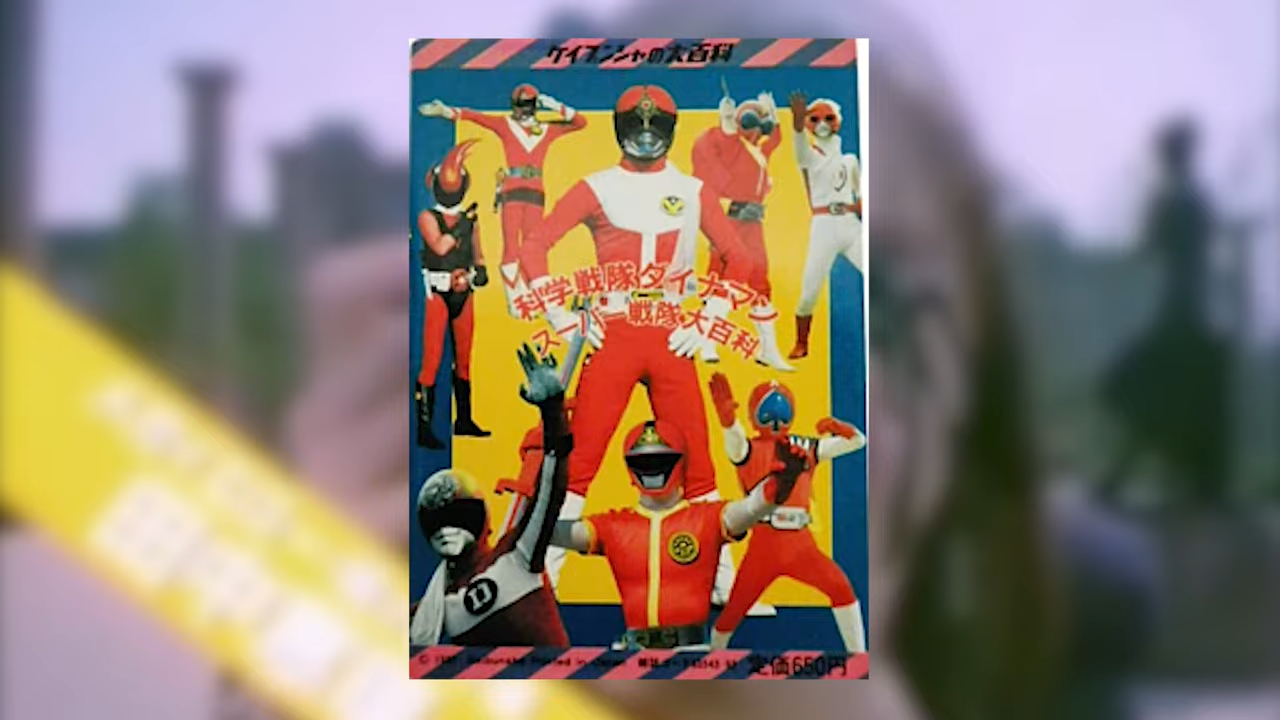 ケイブンシャの大百科
科学戦隊ダイナマン
スーパー戦隊大百科
定価650円